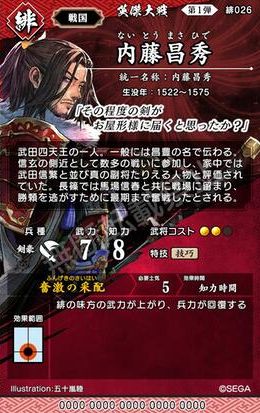 緋
戦国
英傑大戦
第1弾
緋026
ないとうまさひで
内藤昌秀
統一名称：内藤昌秀
生没年：1522～1575
「その程度の剣が
お屋形様に届くと思ったか？」
武田四天王の一人。一般には昌豊の名で伝わる。
信玄の側近として数多の戦いに参加し、家中では
武田信繁と並び真の副将たりえる人物と評価され
ていた。長篠では馬場信春と共に戦場に留まり、
勝頼を逃がすために最期まで奮戦したとされる。
兵種 武力 知力 武将コスト
剣豪 7 8 特技 技巧
ふんげきのさいはい
奮激の采配
必要士気 効果時間
5 知力時間
緋の味方の武力が上がり、兵力が回復する
効果範囲
Illustration:五十嵐睦
©SEGA
0000-0000-0000-0000-0000